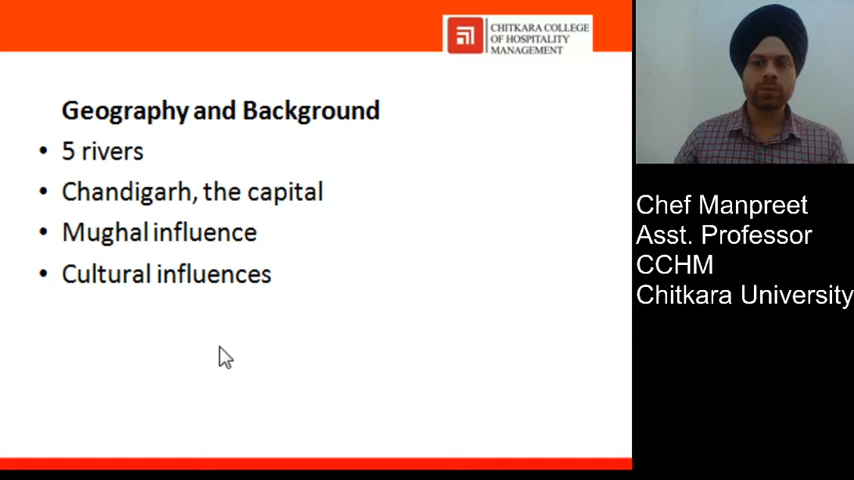 CHITKARA COLLEGE
OF HOSPITALITY
MANAGEMENT
Geography and Background
• 5 rivers
• Chandigarh, the capital
• Mughal influence
• Cultural influences
Chef Manpreet
Asst. Professor
CCHM
Chitkara University